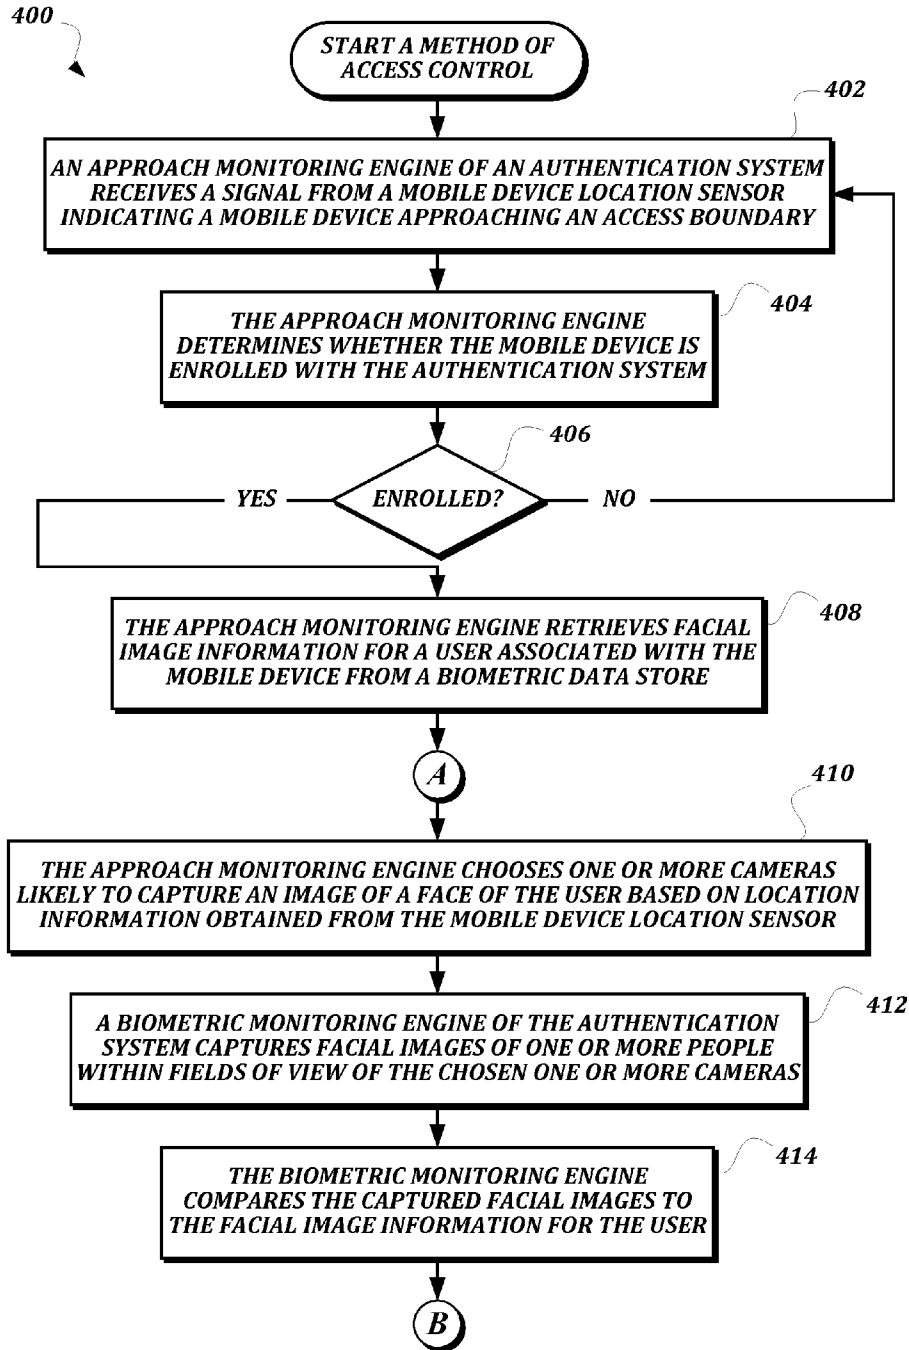 400
START A METHOD OF
ACCESS CONTROL
402
AN APPROACH MONITORING ENGINE OF AN AUTHENTICATION SYSTEM
RECEIVES A SIGNAL FROM A MOBILE DEVICE LOCATION SENSOR
INDICATING A MOBILE DEVICE APPROACHING AN ACCESS BOUNDARY
404
THE APPROACH MONITORING ENGINE
DETERMINES WHETHER THE MOBILE DEVICE IS
ENROLLED WITH THE AUTHENTICATION SYSTEM
406
YES
ENROLLED?
NO
408
THE APPROACH MONITORING ENGINE RETRIEVES FACIAL
IMAGE INFORMATION FOR A USER ASSOCIATED WITH THE
MOBILE DEVICE FROM A BIOMETRIC DATA STORE
A
410
THE APPROACH MONITORING ENGINE CHOOSES ONE OR MORE CAMERAS
LIKELY TO CAPTURE AN IMAGE OF A FACE OF THE USER BASED ON LOCATION
INFORMATION OBTAINED FROM THE MOBILE DEVICE LOCATION SENSOR
412
A BIOMETRIC MONITORING ENGINE OF THE AUTHENTICATION
SYSTEM CAPTURES FACIAL IMAGES OF ONE OR MORE PEOPLE
WITHIN FIELDS OF VIEW OF THE CHOSEN ONE OR MORE CAMERAS
414
THE BIOMETRIC MONITORING ENGINE
COMPARES THE CAPTURED FACIAL IMAGES TO
THE FACIAL IMAGE INFORMATION FOR THE USER
B